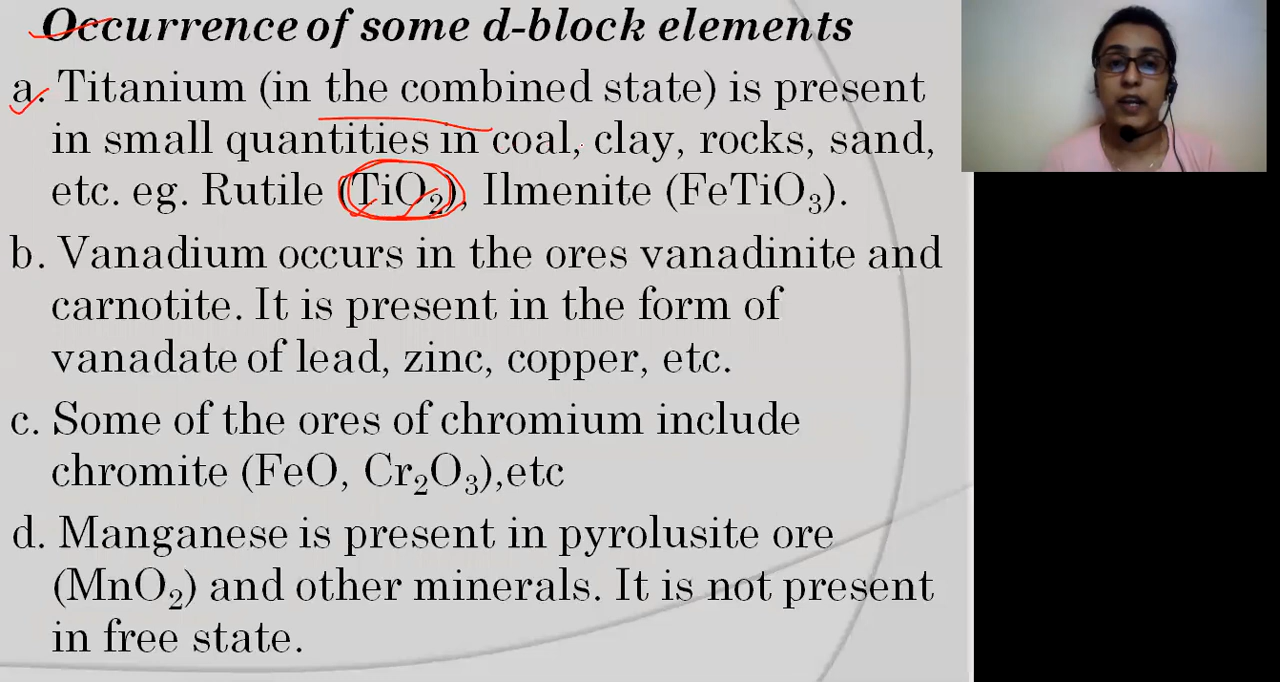 Occurrence of some d-block elements
a. Titanium (in the combined state) is present
in small quantities in coal, clay, rocks, sand,
etc. eg. Rutile (TiO₂), Ilmenite (FeTiO₃).
b. Vanadium occurs in the ores vanadinite and
carnotite. It is present in the form of
vanadate of lead, zinc, copper, etc.
c. Some of the ores of chromium include
chromite (FeO, Cr₂O₃),etc
d. Manganese is present in pyrolusite ore
(MnO₂) and other minerals. It is not present
in free state.